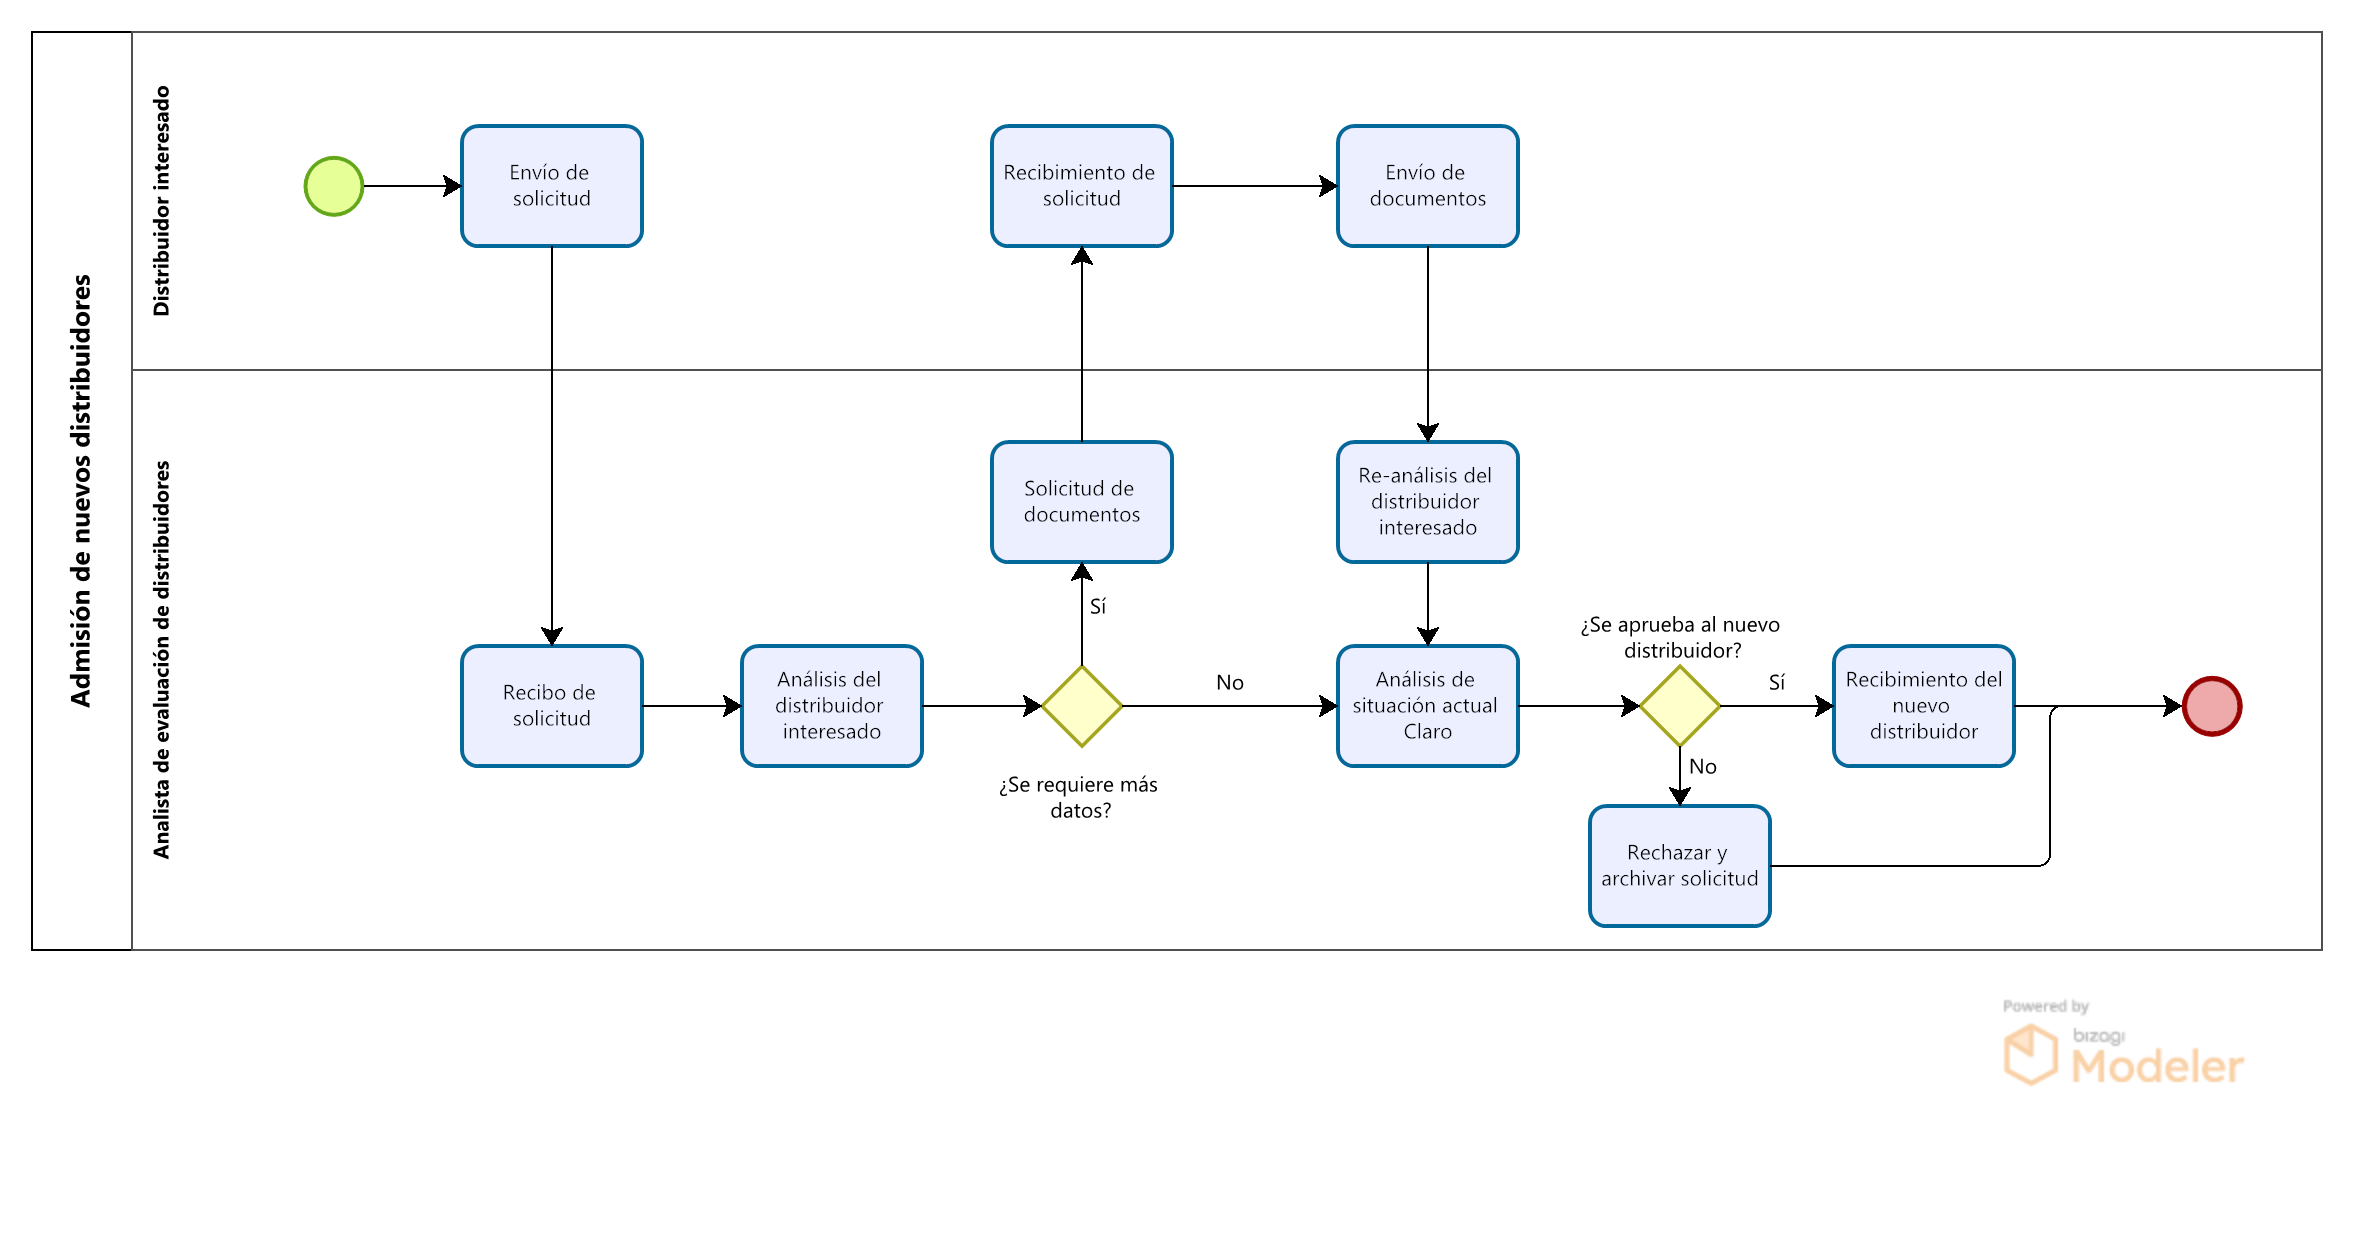 Admisión de nuevos distribuidores
Distribuidor interesado
Envío de
solicitud
Recibimiento de
solicitud
Envío de
documentos
Analista de evaluación de distribuidores
Solicitud de
documentos
Re-análisis del
distribuidor
interesado
Sí
Recibo de
solicitud
Análisis del
distribuidor
interesado
¿Se requiere más
datos?
No
Análisis de
situación actual
Claro
¿Se aprueba al nuevo
distribuidor?
Sí
Recibimiento del
nuevo
distribuidor
No
Rechazar y
archivar solicitud
Powered by
bizagi
Modeler